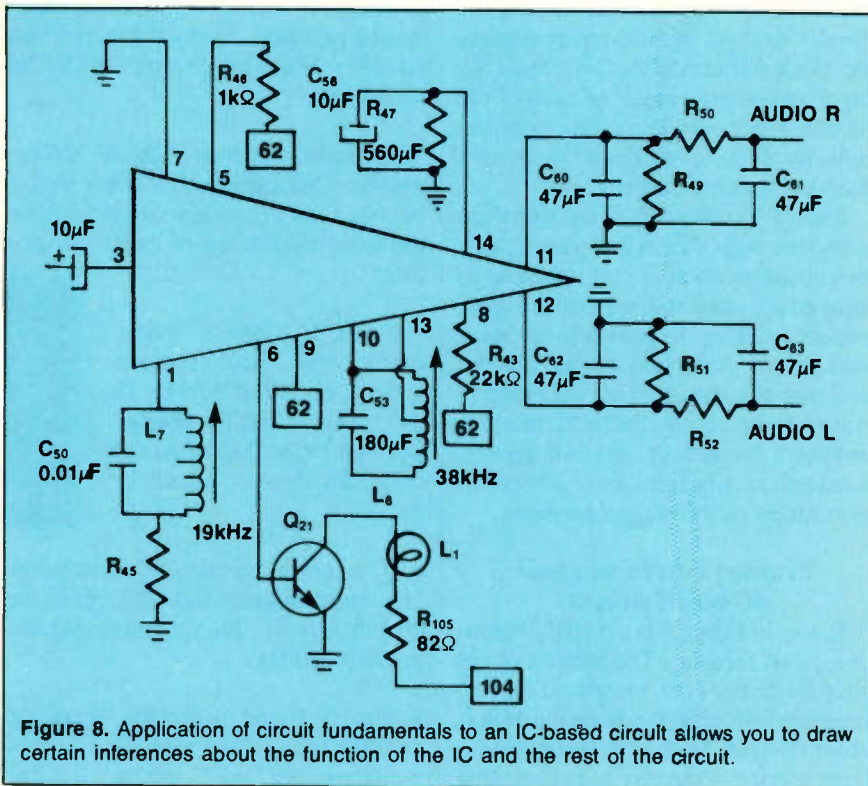 R46
1kΩ
62
C56
10μF
R47
560μF
7
5
14
10μF
+
3
R50
AUDIO R
C60
47μF
R49
C61
47μF
11
12
1
6
9
10
13
8
R43
22kΩ
62
62
C62
47μF
R51
C63
47μF
R52
AUDIO L
C50
0.01μF
L7
19kHz
R45
C53
180μF
38kHz
L6
Q21
L1
R105
82Ω
104
Figure 8. Application of circuit fundamentals to an IC-based circuit allows you to draw
certain inferences about the function of the IC and the rest of the circuit.